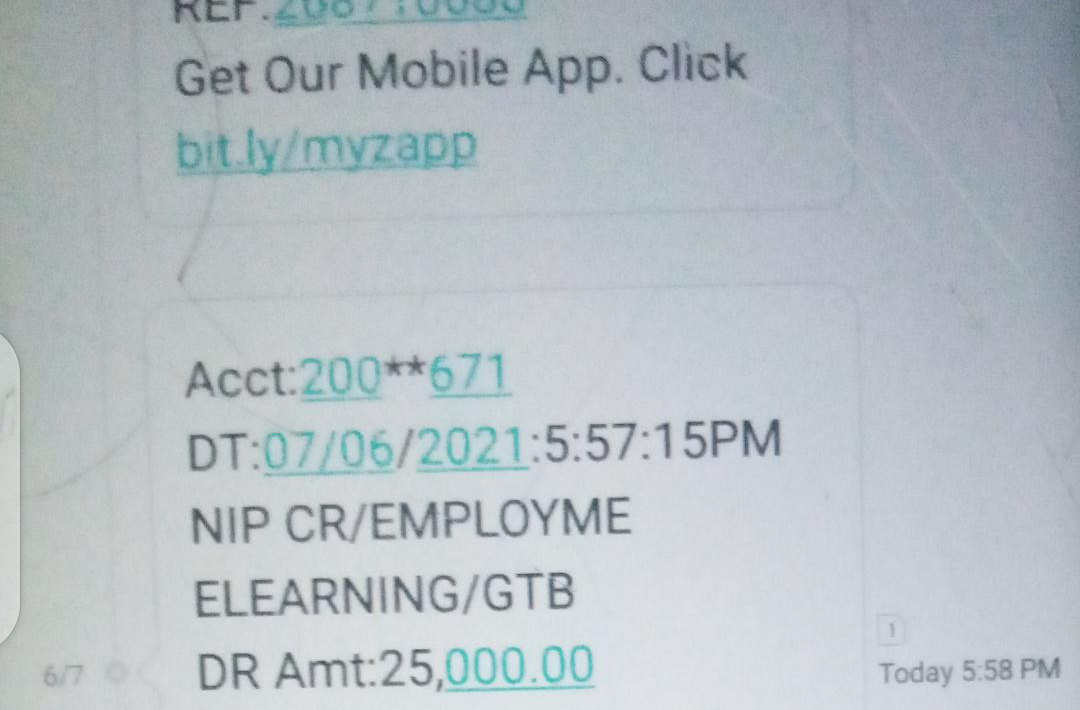 REF:
Get Our Mobile App. Click
bit.ly/myzapp
Acct:200**671
DT:07/06/2021:5:57:15PM
NIP CR/EMPLOYME
ELEARNING/GTB
1
6/7
DR Amt:25,000.00
Today 5:58 PM